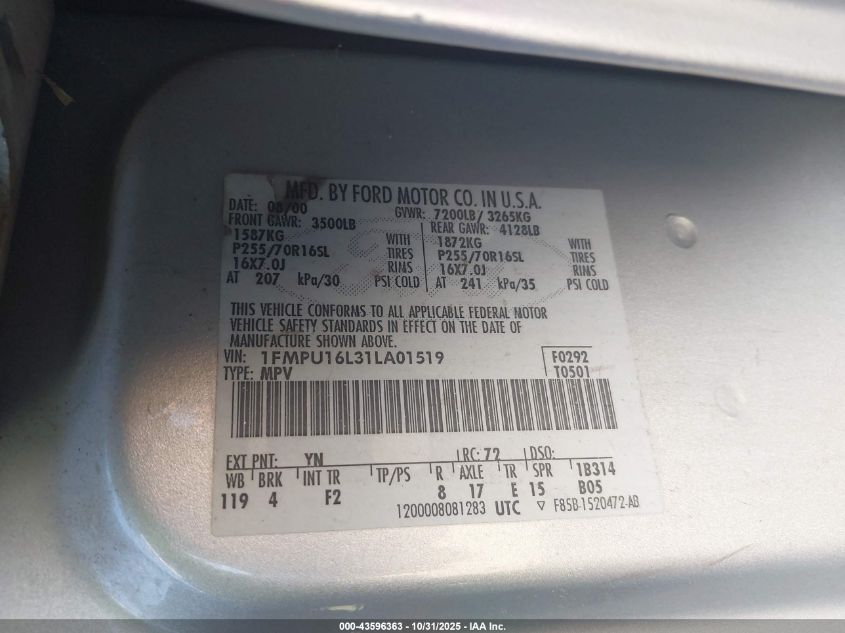 MFD. BY FORD MOTOR CO. IN U.S.A.
DATE: 08/00 GVWR: 7200LB/ 3265KG
FRONT GAWR: 3500LB REAR GAWR: 4128LB
1587KG WITH 1872KG WITH
P255/70R16SL TIRES P255/70R16SL TIRES
16X7.0J RIMS 16X7.0J RIMS
AT 207 kPa/30 PSI COLD AT 241 kPa/35 PSI COLD
THIS VEHICLE CONFORMS TO ALL APPLICABLE FEDERAL MOTOR
VEHICLE SAFETY STANDARDS IN EFFECT ON THE DATE OF
MANUFACTURE SHOWN ABOVE.
VIN: 1FMPU16L31LA01519 F0292
TYPE: MPV T0501
EXT PNT: YN RC: 72 DSO:
WB BRK INT TR TP/PS R AXLE TR SPR 1B314
119 4 F2 8 17 E 15 B05
1200008081283 UTC ▽ F85B-1520472-AB
000-43596363 - 10/31/2025 - IAA Inc.